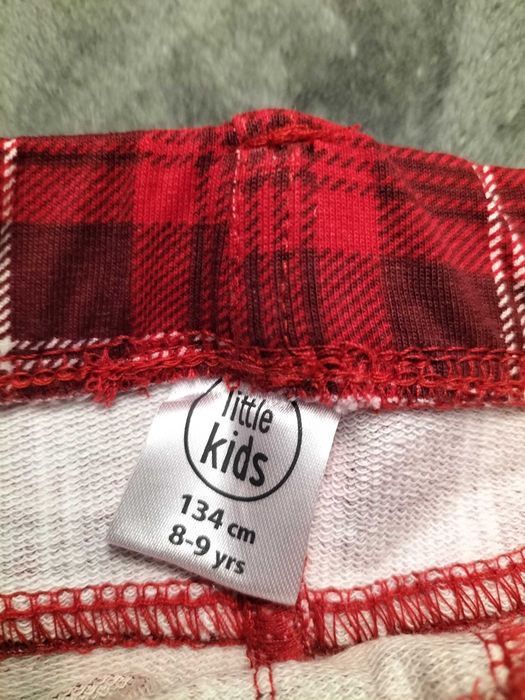 little
kids
134 cm
8-9 yrs